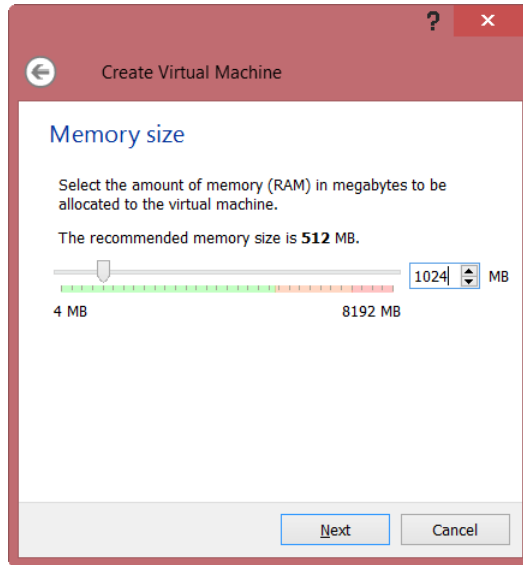 ?
Create Virtual Machine
Memory size
Select the amount of memory (RAM) in megabytes to be
allocated to the virtual machine.
The recommended memory size is 512 MB.
1024 MB
4 MB 8192 MB
Next Cancel